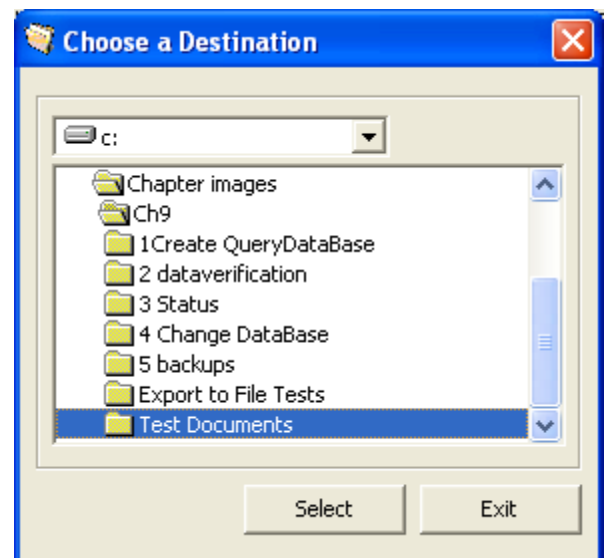 Choose a Destination
c:
Chapter images
Ch9
1Create QueryDataBase
2 dataverification
3 Status
4 Change DataBase
5 backups
Export to File Tests
Test Documents
Select Exit